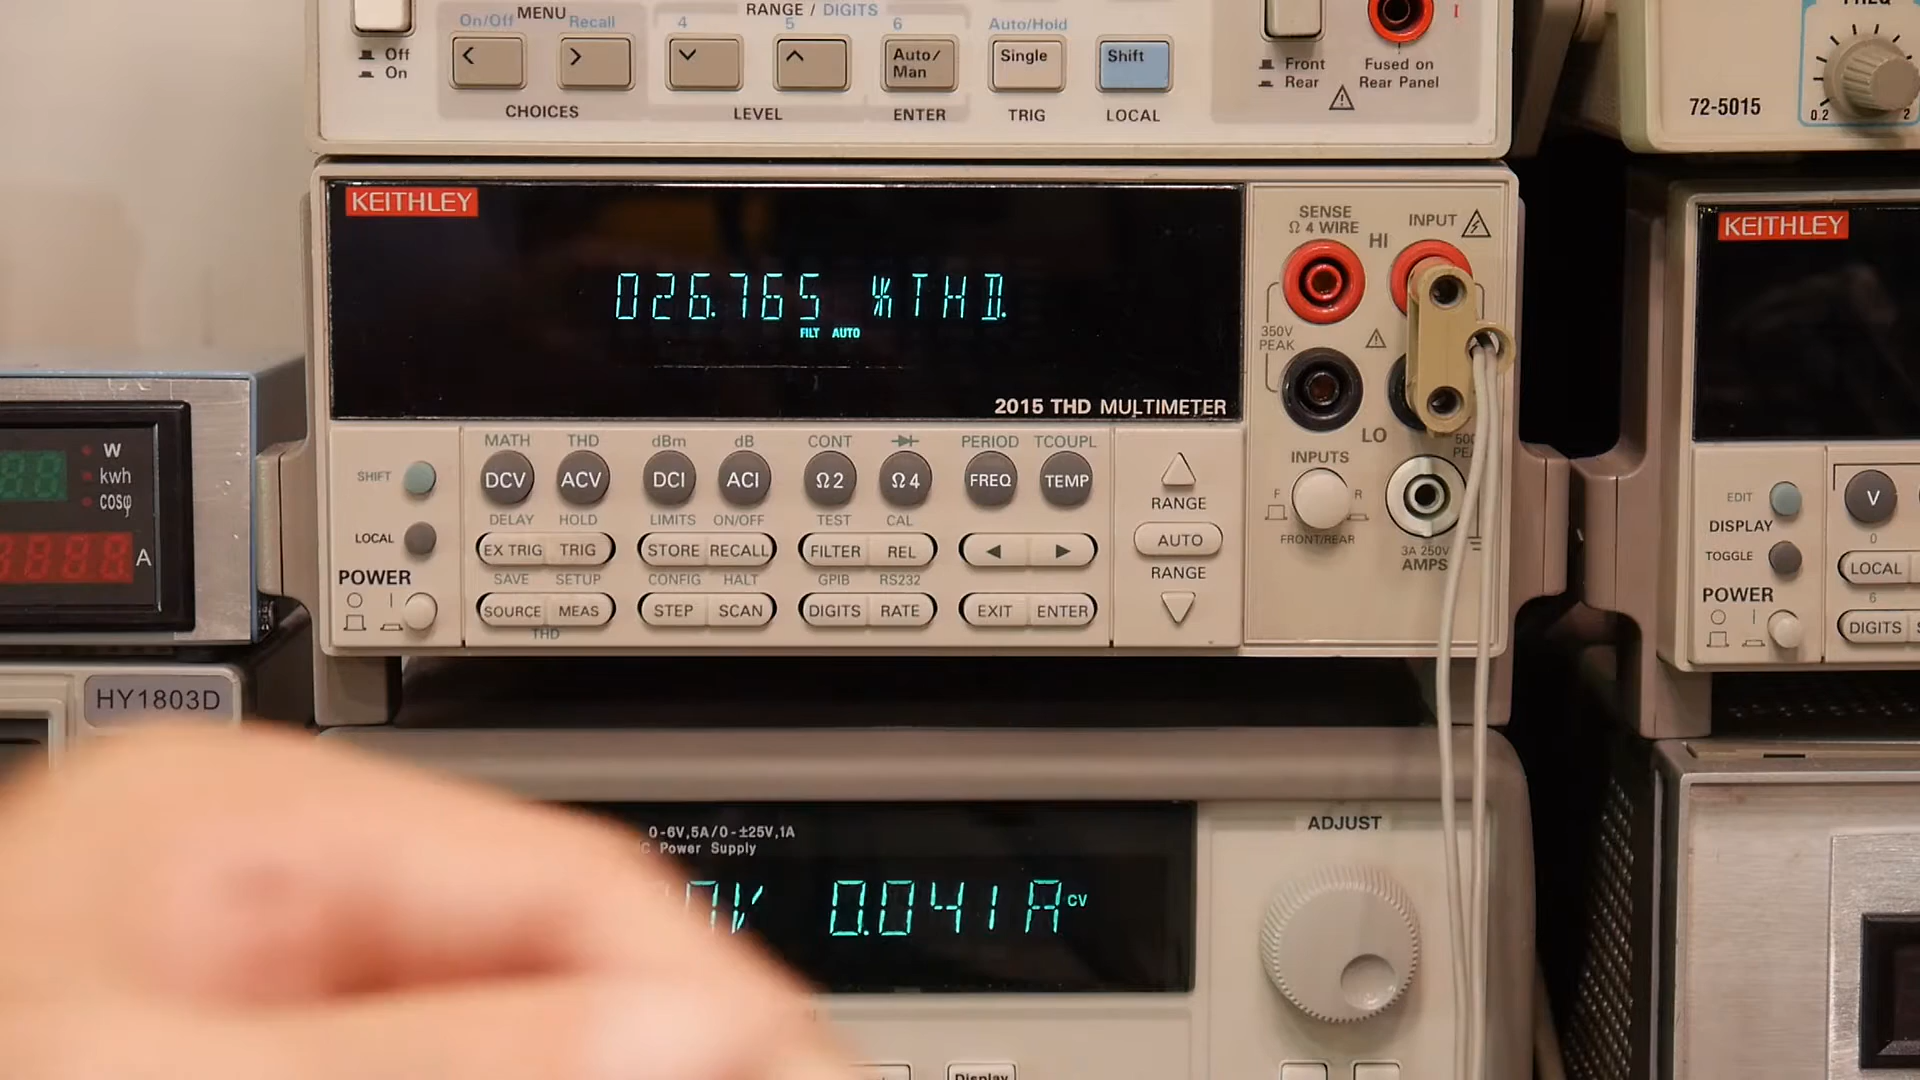 On/Off MENU Recall
RANGE / DIGITS
4 5 6
Auto/Hold
Off
On
Auto/
Man
Single
Shift
CHOICES
LEVEL
ENTER
TRIG
LOCAL
Front
Rear
Fused on
Rear Panel
I
FREQ
72-5015
0.2
2
KEITHLEY
026.765 %THD.
FILT AUTO
2015 THD MULTIMETER
SENSE
Ω 4 WIRE
HI
INPUT
350V
PEAK
LO
INPUTS
F R
FRONT/REAR
3A 250V
AMPS
MATH THD dBm dB CONT PERIOD TCOUPL
SHIFT
DCV ACV DCI ACI Ω2 Ω4 FREQ TEMP
RANGE
DELAY HOLD LIMITS ON/OFF TEST CAL
LOCAL
EX TRIG TRIG STORE RECALL FILTER REL
AUTO
POWER
SAVE SETUP CONFIG HALT GPIB RS232
RANGE
SOURCE MEAS STEP SCAN DIGITS RATE EXIT ENTER
THD
KEITHLEY
EDIT
DISPLAY
TOGGLE
V
0
LOCAL
POWER
6
DIGITS
W
kwh
cosφ
A
HY1803D
0-6V,5A/0-±25V,1A
Power Supply
0.041A CV
ADJUST
Display